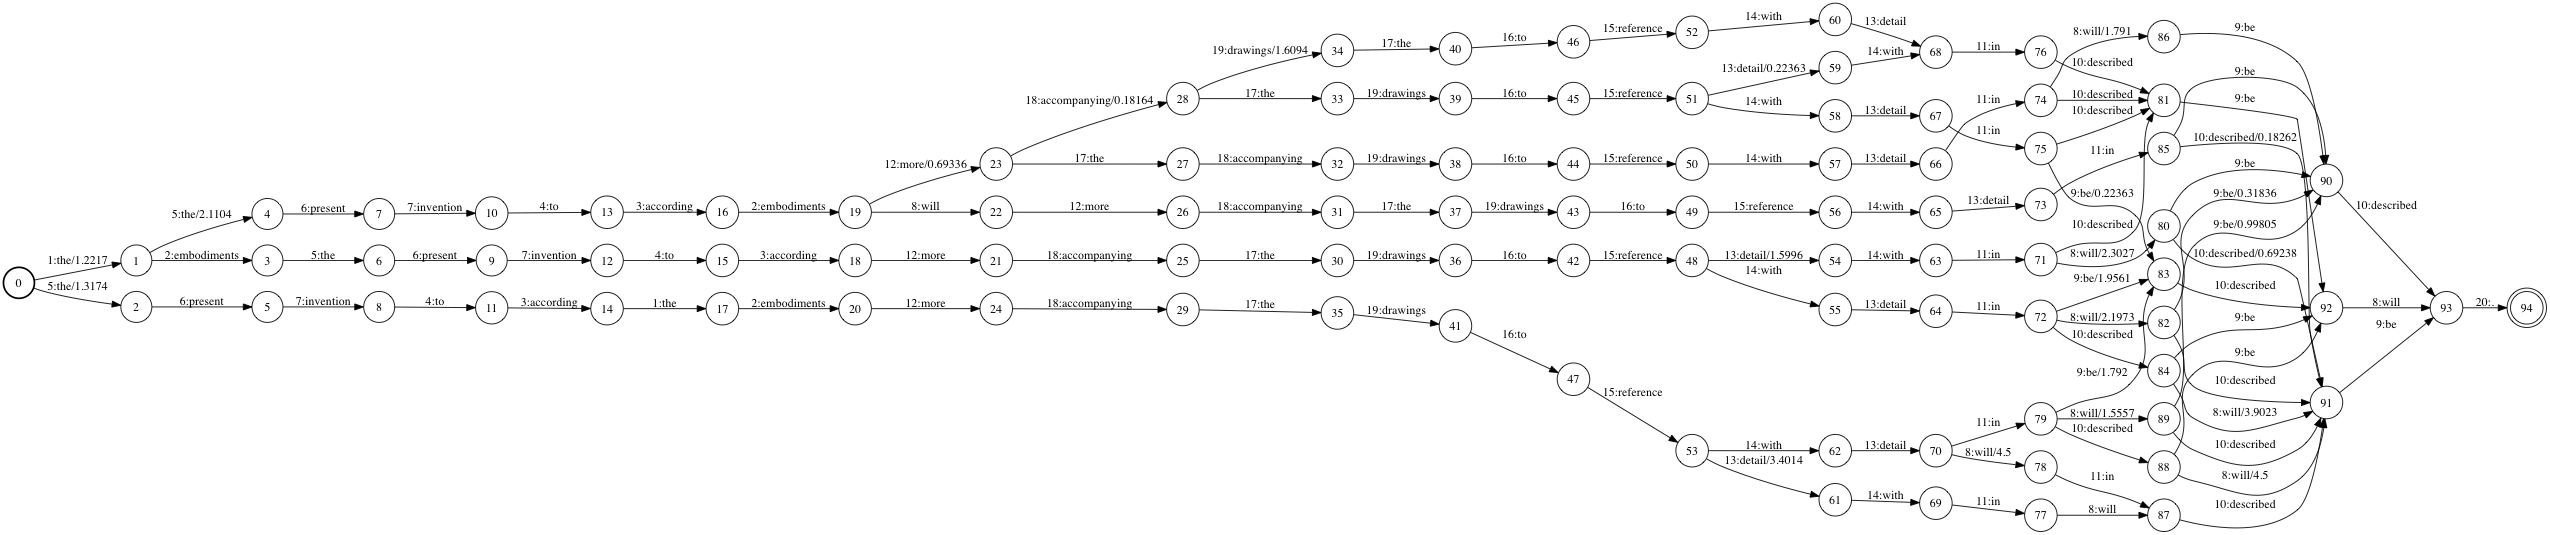 0
1:the/1.2217
5:the/1.3174
1
2
5:the/2.1104
2:embodiments
6:present
4
3
5
6:present
5:the
7:invention
7
6
8
7:invention
6:present
4:to
10
9
11
4:to
7:invention
3:according
13
12
14
3:according
4:to
1:the
16
15
17
2:embodiments
3:according
2:embodiments
19
18
20
12:more/0.69336
8:will
12:more
12:more
23
22
21
24
18:accompanying/0.18164
17:the
12:more
18:accompanying
18:accompanying
28
27
26
25
29
19:drawings/1.6094
17:the
18:accompanying
18:accompanying
17:the
17:the
34
33
32
31
30
35
17:the
19:drawings
19:drawings
17:the
19:drawings
19:drawings
40
39
38
37
36
41
16:to
16:to
16:to
19:drawings
16:to
16:to
46
45
44
43
42
47
15:reference
15:reference
15:reference
16:to
15:reference
15:reference
52
51
50
49
48
53
14:with
13:detail/0.22363
14:with
14:with
15:reference
13:detail/1.5996
14:with
14:with
13:detail/3.4014
60
59
58
57
56
54
55
62
61
13:detail
14:with
13:detail
13:detail
14:with
14:with
13:detail
13:detail
14:with
68
67
66
65
63
64
70
69
11:in
11:in
11:in
13:detail
11:in
11:in
11:in
8:will/4.5
11:in
76
74
75
73
71
72
79
78
77
8:will/1.791
10:described
10:described
10:described
11:in
9:be/0.22363
10:described
8:will/2.3027
9:be/1.9561
8:will/2.1973
10:described
9:be/1.792
8:will/1.5557
10:described
11:in
8:will
86
81
85
80
83
82
84
89
88
87
9:be
9:be
9:be
10:described/0.18262
9:be
9:be/0.31836
9:be/0.99805
10:described/0.69238
10:described
9:be
9:be
10:described
8:will/3.9023
10:described
8:will/4.5
10:described
90
92
91
10:described
8:will
9:be
93
20:.
94